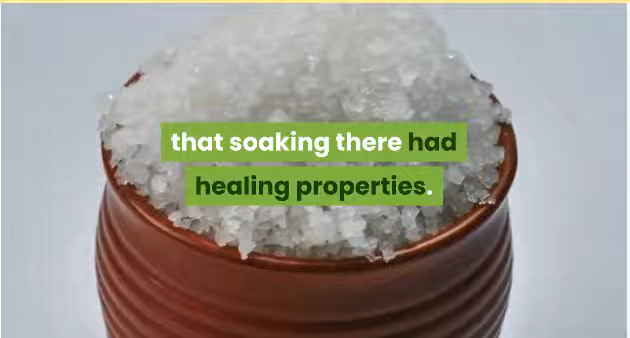 that soaking there had
healing properties.